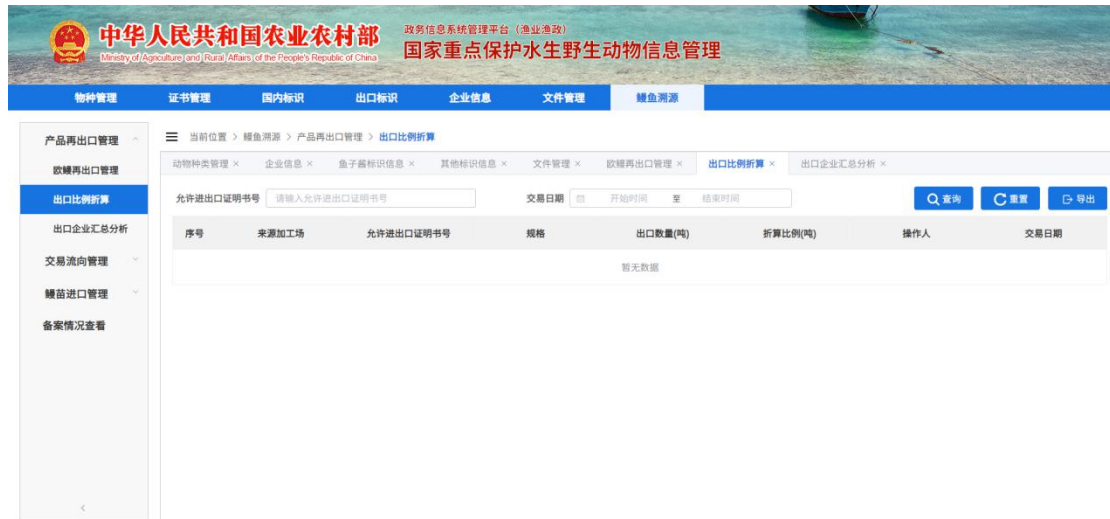 中华人民共和国农业农村部
Ministry of Agriculture and Rural Affairs of the People's Republic of China
政务信息系统管理平台（渔业渔政）
国家重点保护水生野生动物信息管理
物种管理 证书管理 国内标识 出口标识 企业信息 文件管理 鳗鱼溯源
产品再出口管理
欧鳗再出口管理
出口比例折算
出口企业汇总分析
交易流向管理
鳗苗进口管理
备案情况查看
当前位置 > 鳗鱼溯源 > 产品再出口管理 > 出口比例折算
动物种类管理 × 企业信息 × 鱼子酱标识信息 × 其他标识信息 × 文件管理 × 欧鳗再出口管理 × 出口比例折算 × 出口企业汇总分析 ×
允许进出口证明书号 请输入允许进出口证明书号 交易日期 开始时间 至 结束时间 查询 重置 导出
序号 来源加工场 允许进出口证明书号 规格 出口数量(吨) 折算比例(吨) 操作人 交易日期
暂无数据